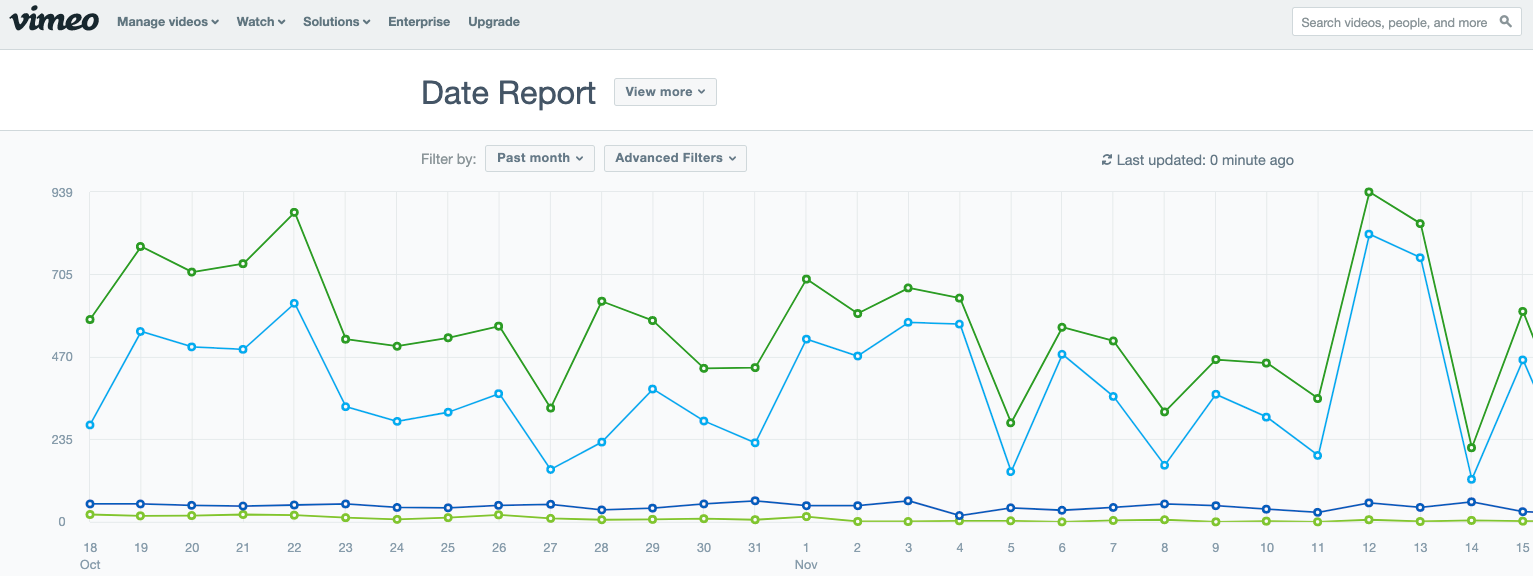 vimeo Manage videos Watch Solutions Enterprise Upgrade Search videos, people, and more
Date Report View more
Filter by: Past month Advanced Filters Last updated: 0 minute ago
939
705
470
235
0
18 19 20 21 22 23 24 25 26 27 28 29 30 31 1 2 3 4 5 6 7 8 9 10 11 12 13 14 15
Oct Nov